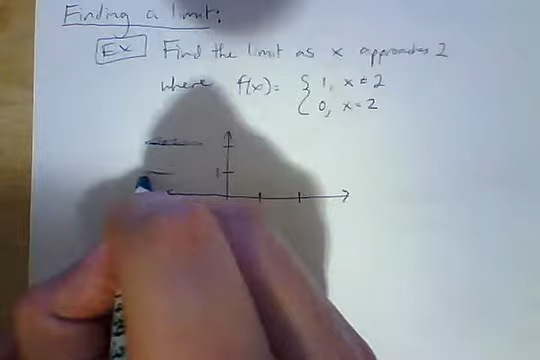 Finding a limit:
Ex Find the limit as x approaches 2
where f(x) = { 1, x ≠ 2
0, x = 2
1